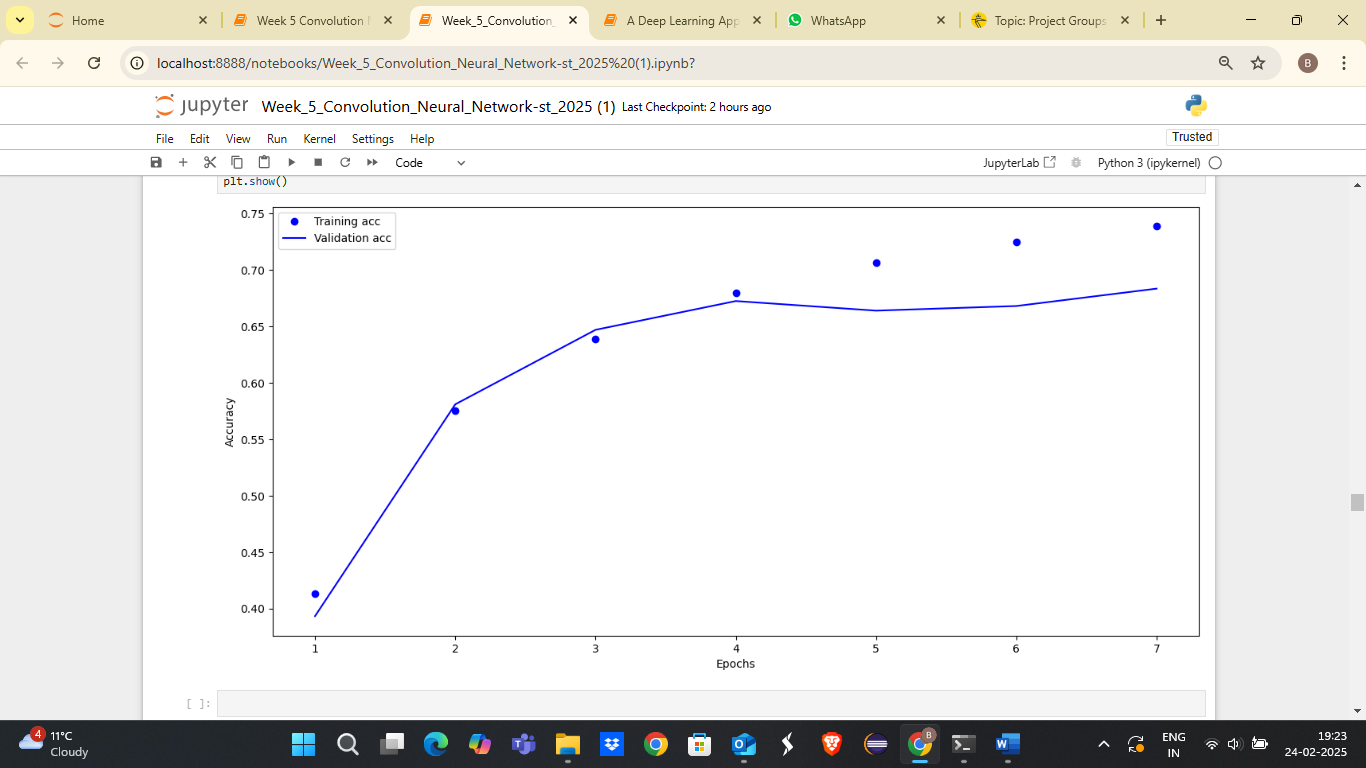 Home
Week 5 Convolution
Week_5_Convolution_
A Deep Learning App
WhatsApp
Topic: Project Groups
localhost:8888/notebooks/Week_5_Convolution_Neural_Network-st_2025%20(1).ipynb?
B
jupyter Week_5_Convolution_Neural_Network-st_2025 (1) Last Checkpoint: 2 hours ago
File Edit View Run Kernel Settings Help
Trusted
Code
JupyterLab
Python 3 (ipykernel)
plt.show()
Training acc
Validation acc
0.75
0.70
0.65
0.60
0.55
0.50
0.45
0.40
Accuracy
1 2 3 4 5 6 7
Epochs
[ ]:
4
11°C
Cloudy
B
ENG
IN
19:23
24-02-2025